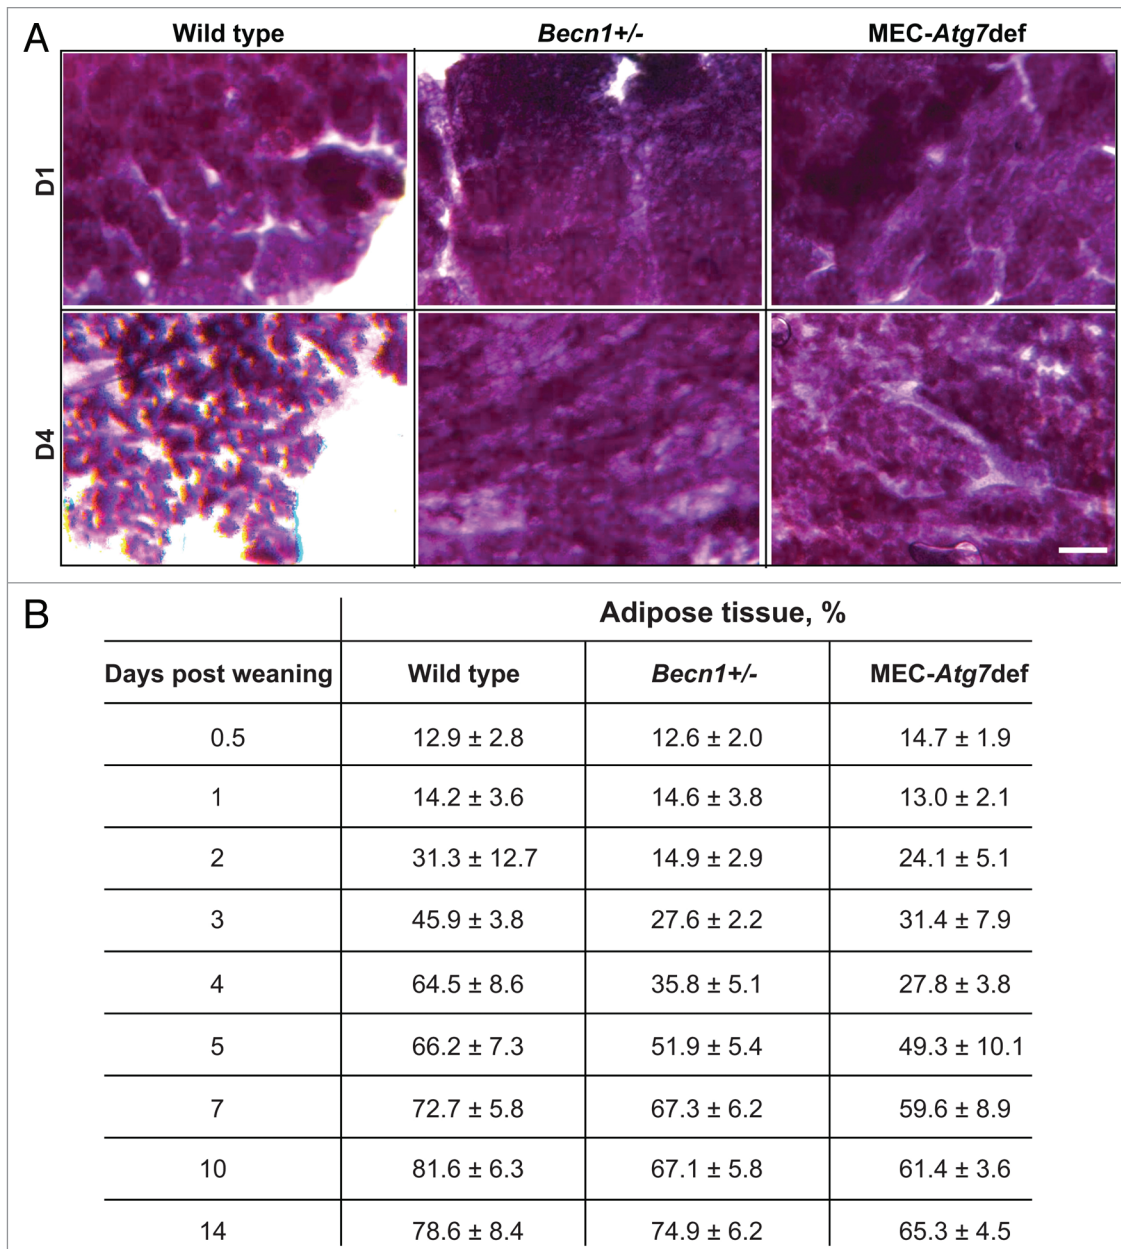 A
Wild type Becn1+/- MEC-Atg7def
D1
D4
B
Adipose tissue, %
Days post weaning Wild type Becn1+/- MEC-Atg7def
0.5 12.9 ± 2.8 12.6 ± 2.0 14.7 ± 1.9
1 14.2 ± 3.6 14.6 ± 3.8 13.0 ± 2.1
2 31.3 ± 12.7 14.9 ± 2.9 24.1 ± 5.1
3 45.9 ± 3.8 27.6 ± 2.2 31.4 ± 7.9
4 64.5 ± 8.6 35.8 ± 5.1 27.8 ± 3.8
5 66.2 ± 7.3 51.9 ± 5.4 49.3 ± 10.1
7 72.7 ± 5.8 67.3 ± 6.2 59.6 ± 8.9
10 81.6 ± 6.3 67.1 ± 5.8 61.4 ± 3.6
14 78.6 ± 8.4 74.9 ± 6.2 65.3 ± 4.5